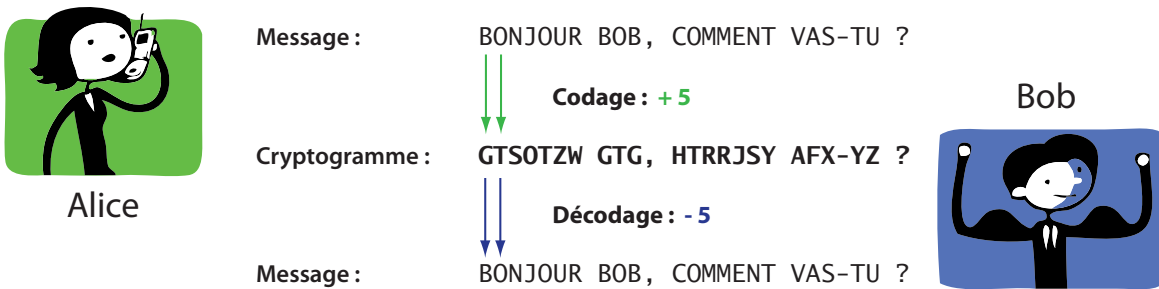 Message : BONJOUR BOB, COMMENT VAS-TU ?
Codage : + 5
Bob
Cryptogramme : GTSOTZW GTG, HTRRJSY AFX-YZ ?
Alice
Décodage : - 5
Message : BONJOUR BOB, COMMENT VAS-TU ?